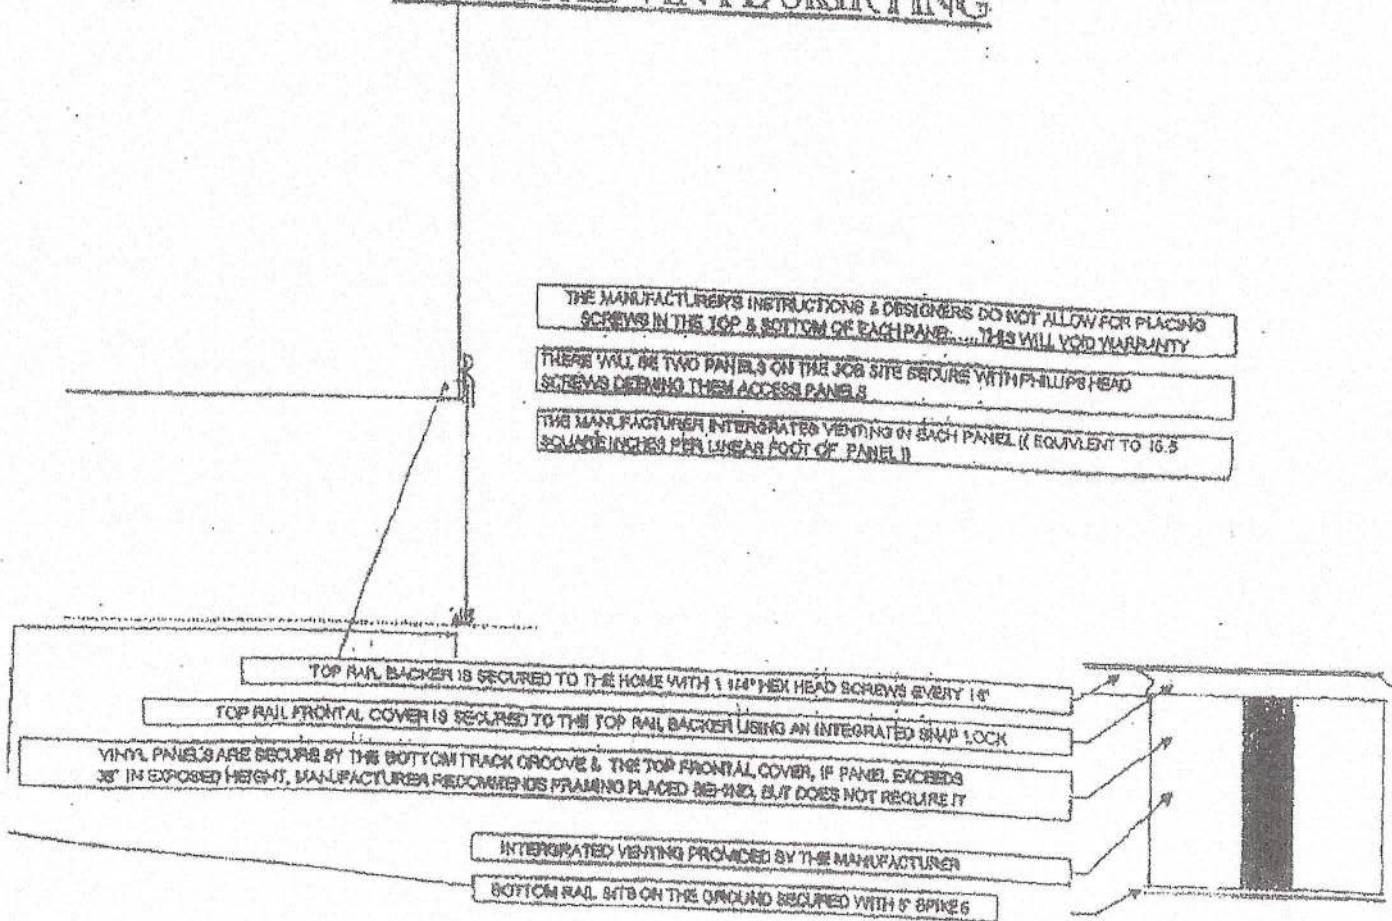 VINYL SKIRTING
THE MANUFACTURER'S INSTRUCTIONS & DESIGNERS DO NOT ALLOW FOR PLACING
SCREWS IN THE TOP & BOTTOM OF EACH PANEL.....THIS WILL VOID WARRANTY
THERE WILL BE TWO PANELS ON THE JOB SITE SECURE WITH PHILLIPS HEAD
SCREWS DEEMING THEM ACCESS PANELS
THE MANUFACTURER INTERGRATES VENTING IN EACH PANEL (( EQUIVLENT TO 16.5
SQUARE INCHES PER LINEAR FOOT OF PANEL ))
TOP RAIL BACKER IS SECURED TO THE HOME WITH 1 1/4" HEX HEAD SCREWS EVERY 16"
TOP RAIL FRONTAL COVER IS SECURED TO THE TOP RAIL BACKER USING AN INTEGRATED SNAP LOCK
VINYL PANELS ARE SECURE BY THE BOTTOM TRACK GROOVE & THE TOP FRONTAL COVER, IF PANEL EXCEEDS
36" IN EXPOSED HEIGHT, MANUFACTURER RECOMMENDS FRAMING PLACED BEHIND, BUT DOES NOT REQUIRE IT
INTERGRATED VENTING PROVIDED BY THE MANUFACTURER
BOTTOM RAIL SITS ON THE GROUND SECURED WITH 5" SPIKES